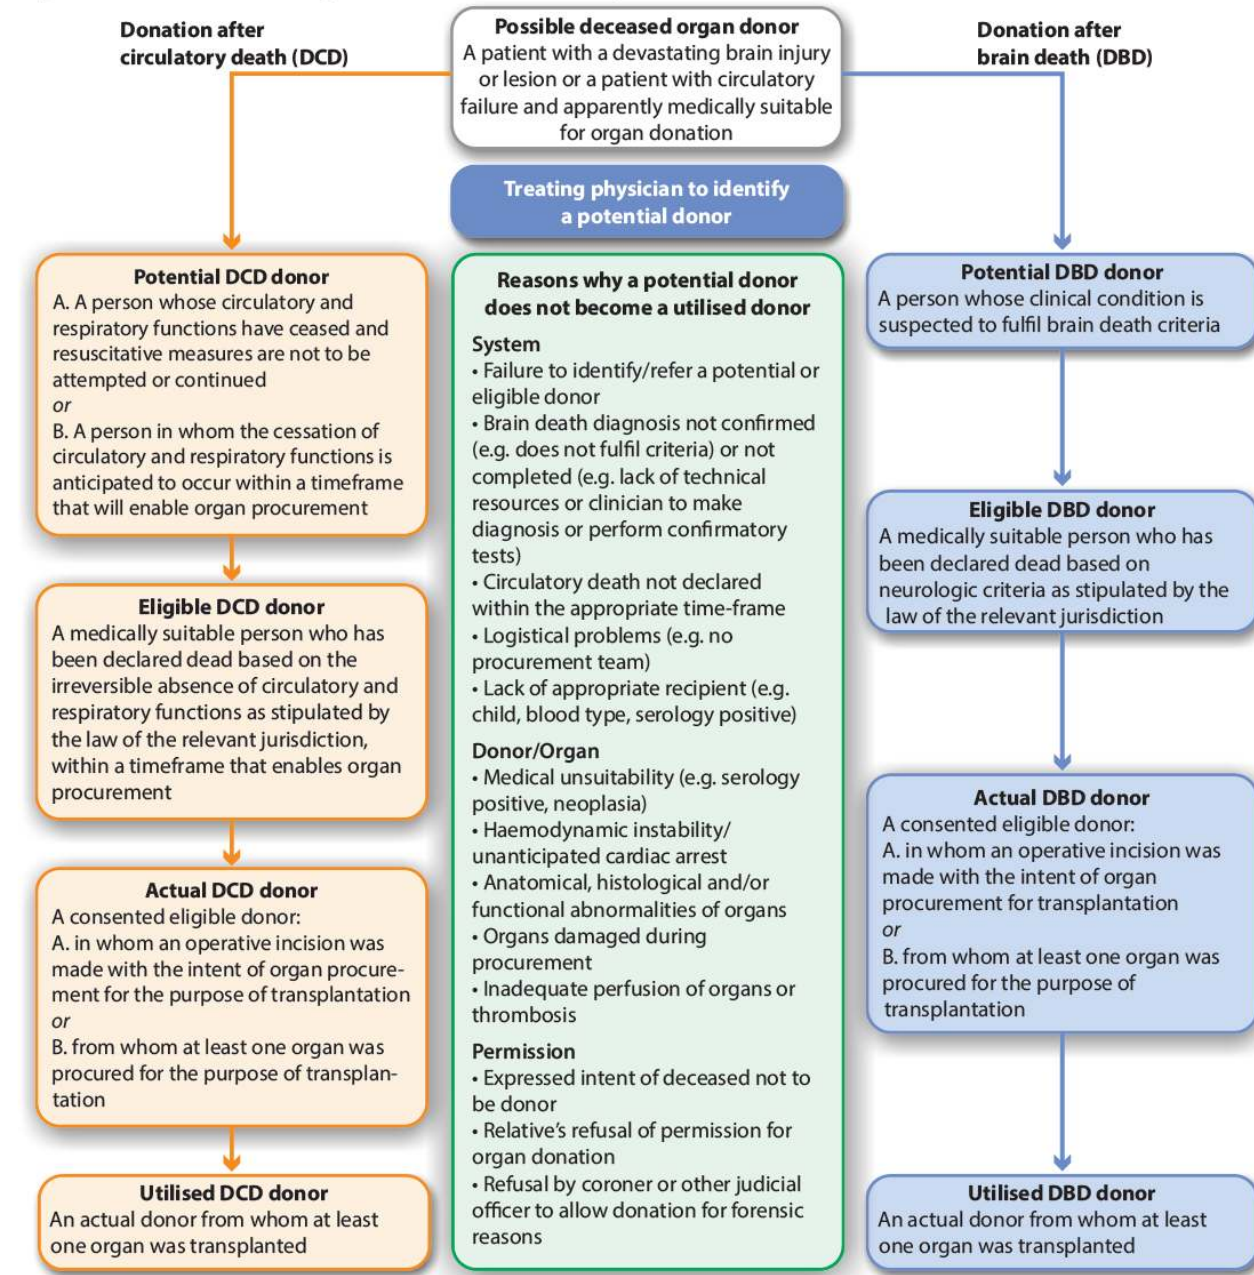 Donation after
circulatory death (DCD)
Possible deceased organ donor
A patient with a devastating brain injury
or lesion or a patient with circulatory
failure and apparently medically suitable
for organ donation
Donation after
brain death (DBD)
Treating physician to identify
a potential donor
Potential DCD donor
A. A person whose circulatory and
respiratory functions have ceased and
resuscitative measures are not to be
attempted or continued
or
B. A person in whom the cessation of
circulatory and respiratory functions is
anticipated to occur within a timeframe
that will enable organ procurement
Eligible DCD donor
A medically suitable person who has
been declared dead based on the
irreversible absence of circulatory and
respiratory functions as stipulated by
the law of the relevant jurisdiction,
within a timeframe that enables organ
procurement
Actual DCD donor
A consented eligible donor:
A. in whom an operative incision was
made with the intent of organ procure-
ment for the purpose of transplantation
or
B. from whom at least one organ was
procured for the purpose of transplan-
tation
Utilised DCD donor
An actual donor from whom at least
one organ was transplanted
Reasons why a potential donor
does not become a utilised donor
System
• Failure to identify/refer a potential or
eligible donor
• Brain death diagnosis not confirmed
(e.g. does not fulfil criteria) or not
completed (e.g. lack of technical
resources or clinician to make
diagnosis or perform confirmatory
tests)
• Circulatory death not declared
within the appropriate time-frame
• Logistical problems (e.g. no
procurement team)
• Lack of appropriate recipient (e.g.
child, blood type, serology positive)
Donor/Organ
• Medical unsuitability (e.g. serology
positive, neoplasia)
• Haemodynamic instability/
unanticipated cardiac arrest
• Anatomical, histological and/or
functional abnormalities of organs
• Organs damaged during
procurement
• Inadequate perfusion of organs or
thrombosis
Permission
• Expressed intent of deceased not to
be donor
• Relative's refusal of permission for
organ donation
• Refusal by coroner or other judicial
officer to allow donation for forensic
reasons
Potential DBD donor
A person whose clinical condition is
suspected to fulfil brain death criteria
Eligible DBD donor
A medically suitable person who has
been declared dead based on
neurologic criteria as stipulated by the
law of the relevant jurisdiction
Actual DBD donor
A consented eligible donor:
A. in whom an operative incision was
made with the intent of organ
procurement for transplantation
or
B. from whom at least one organ was
procured for the purpose of
transplantation
Utilised DBD donor
An actual donor from whom at least
one organ was transplanted